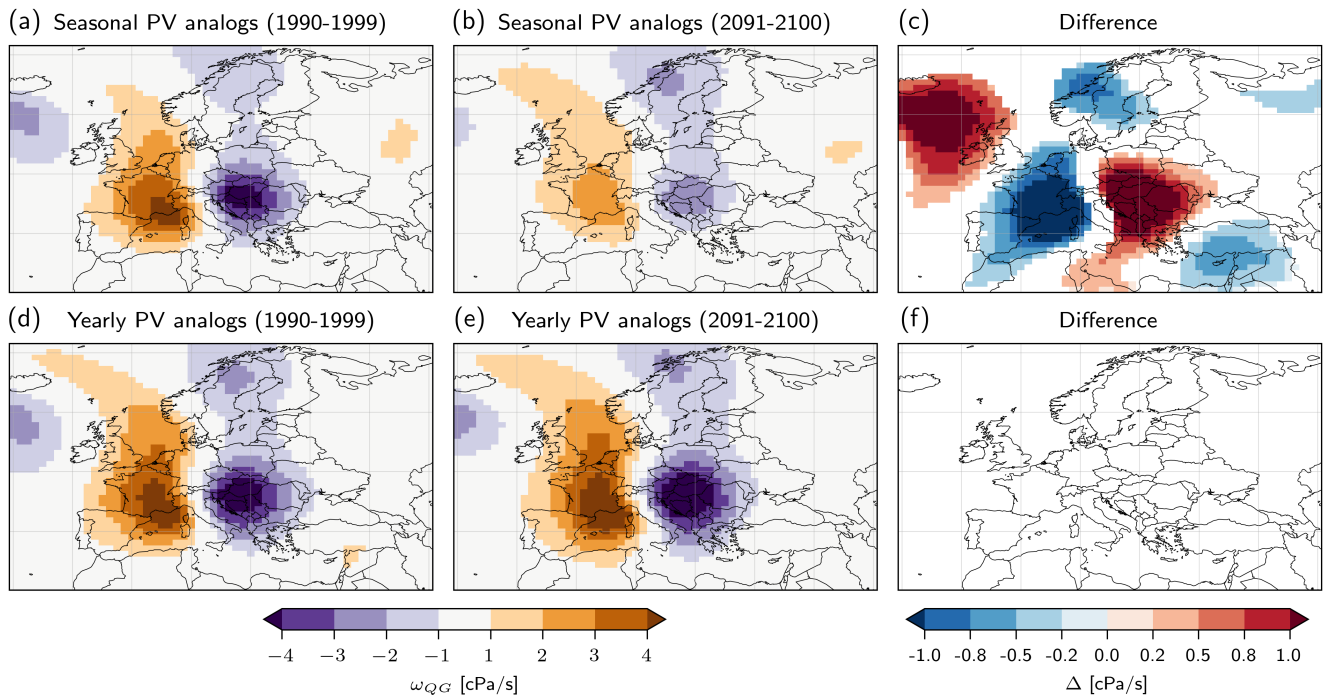 (a) Seasonal PV analogs (1990-1999)
(b) Seasonal PV analogs (2091-2100)
(c) Difference
(d) Yearly PV analogs (1990-1999)
(e) Yearly PV analogs (2091-2100)
(f) Difference
−4 −3 −2 −1 1 2 3 4
ω_QG [cPa/s]
-1.0 -0.8 -0.5 -0.2 0.0 0.2 0.5 0.8 1.0
Δ [cPa/s]